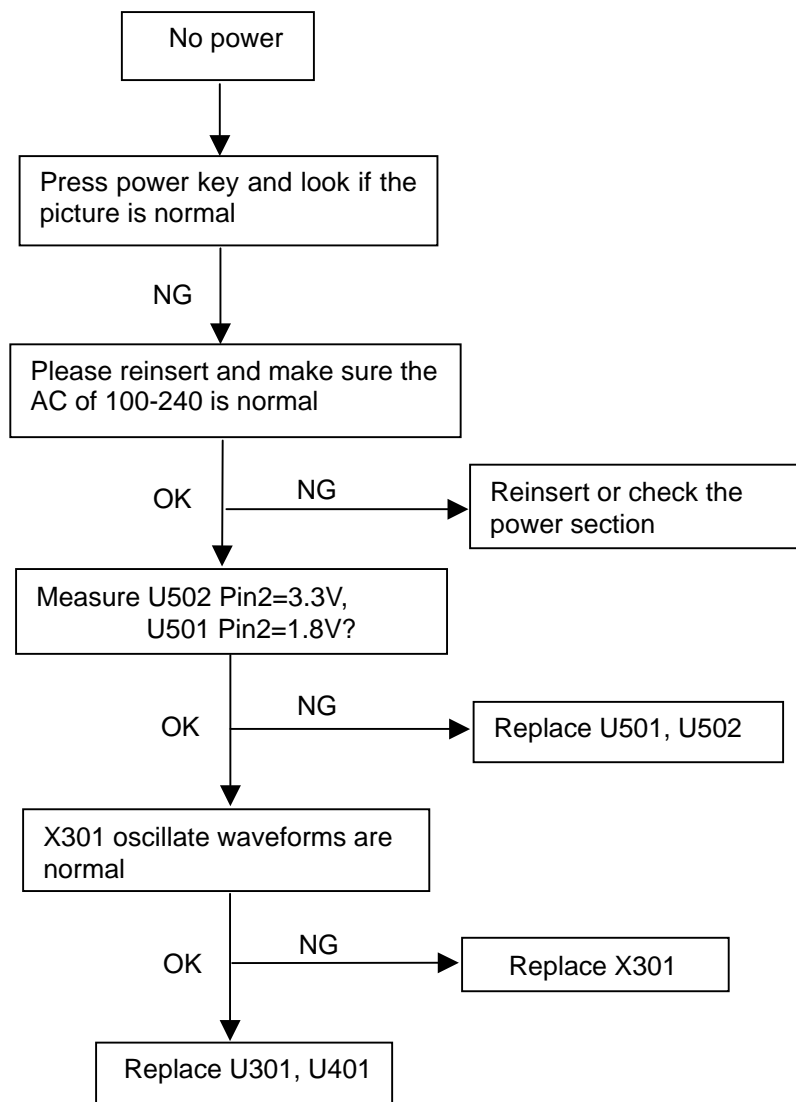 No power
Press power key and look if the
picture is normal
NG
Please reinsert and make sure the
AC of 100-240 is normal
OK
NG
Reinsert or check the
power section
Measure U502 Pin2=3.3V,
U501 Pin2=1.8V?
OK
NG
Replace U501, U502
X301 oscillate waveforms are
normal
OK
NG
Replace X301
Replace U301, U401